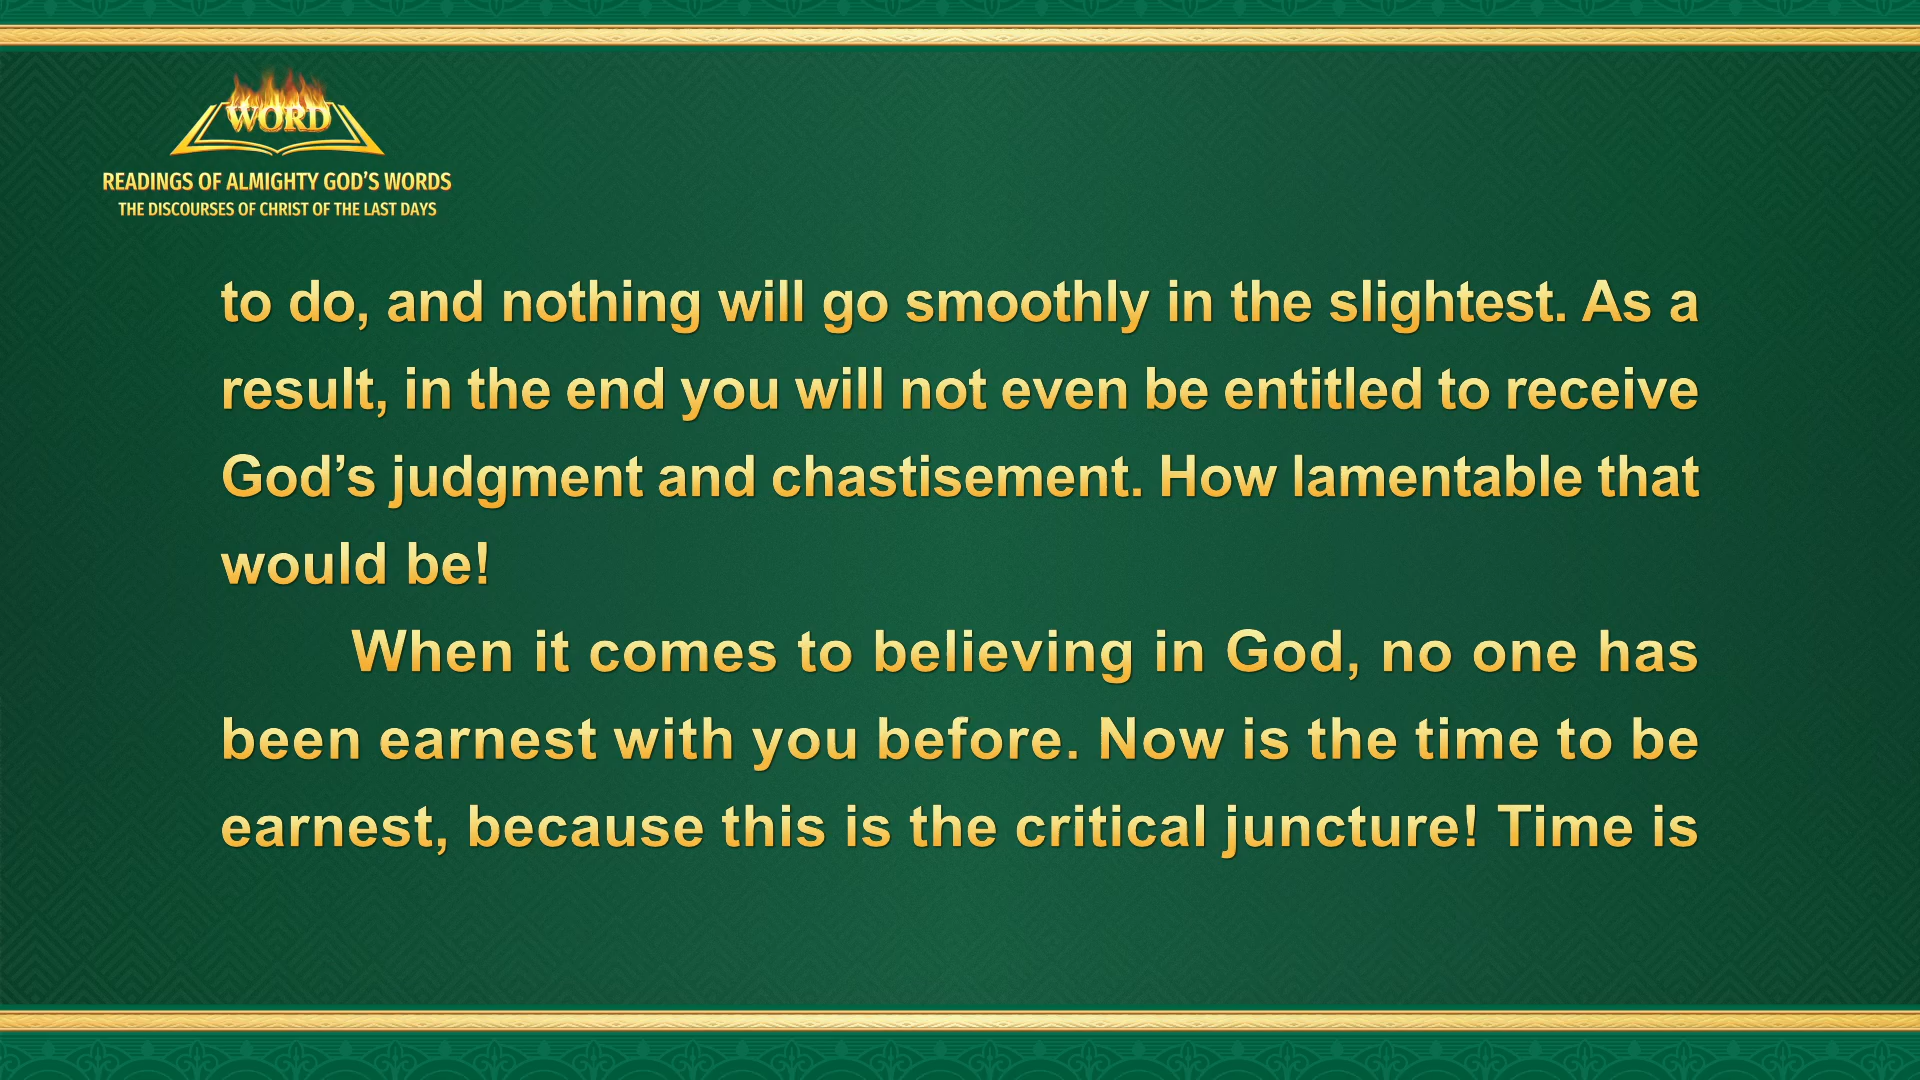 WORD
READINGS OF ALMIGHTY GOD’S WORDS
THE DISCOURSES OF CHRIST OF THE LAST DAYS
to do, and nothing will go smoothly in the slightest. As a
result, in the end you will not even be entitled to receive
God’s judgment and chastisement. How lamentable that
would be!
When it comes to believing in God, no one has
been earnest with you before. Now is the time to be
earnest, because this is the critical juncture! Time is